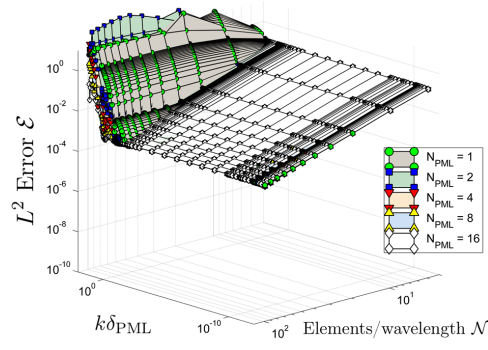 10^0
10^-2
10^-4
10^-6
10^-8
10^-10
L^2 Error ℰ
10^0
10^-10
kδ_PML
10^2
10^1
Elements/wavelength 𝒩
N_PML = 1
N_PML = 2
N_PML = 4
N_PML = 8
N_PML = 16